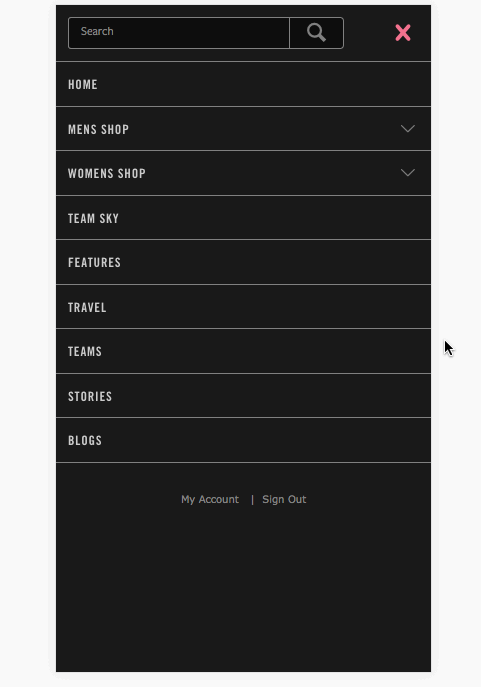 Search
HOME
MENS SHOP
WOMENS SHOP
TEAM SKY
FEATURES
TRAVEL
TEAMS
STORIES
BLOGS
My Account | Sign Out